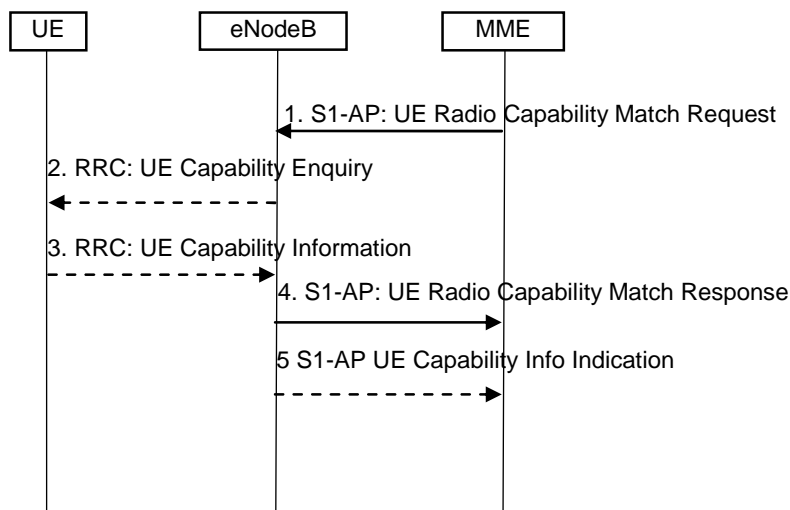 UE
eNodeB
MME
1. S1-AP: UE Radio Capability Match Request
2. RRC: UE Capability Enquiry
3. RRC: UE Capability Information
4. S1-AP: UE Radio Capability Match Response
5 S1-AP UE Capability Info Indication